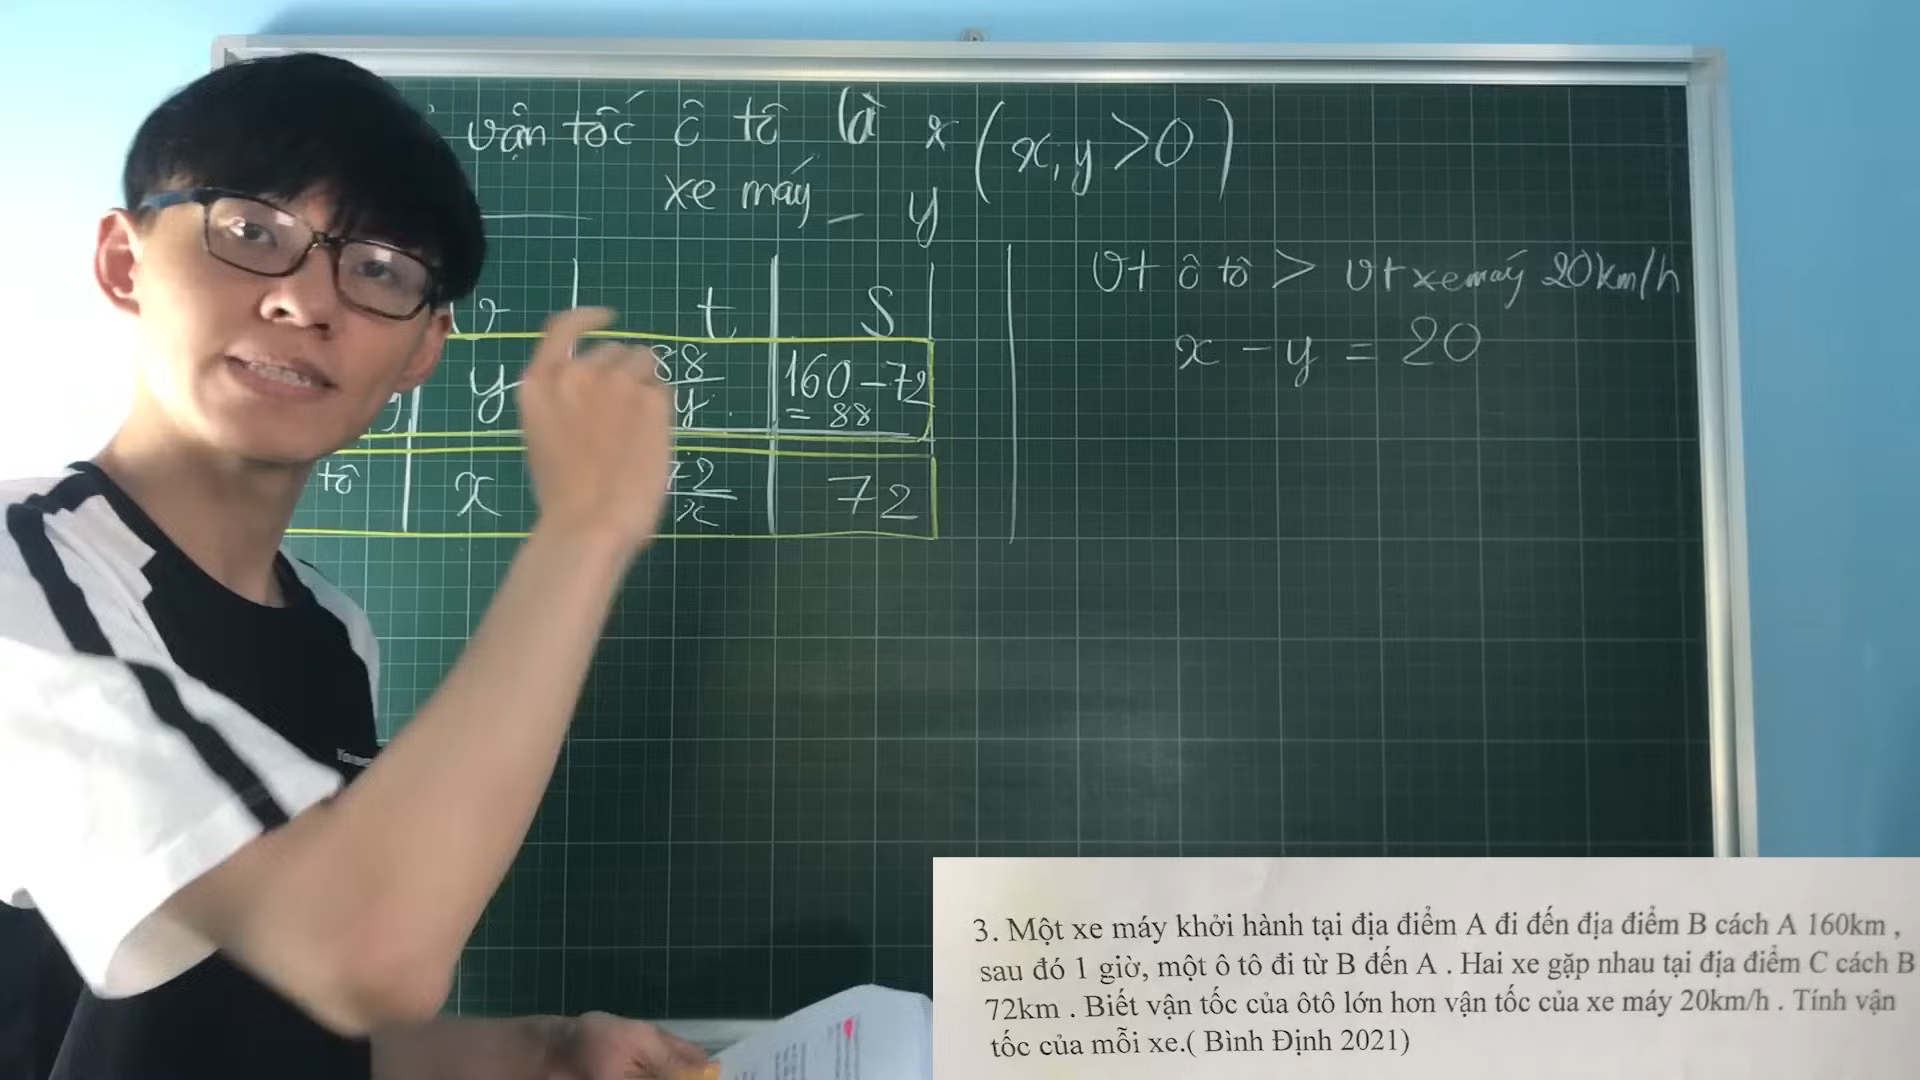 vận tốc ô tô là x (x, y > 0)
xe máy _ y
v t S
y 88/y 160 - 72
= 88
tô x 72/x 72
Vt ô tô > Vt xe máy 20km/h
x - y = 20
3. Một xe máy khởi hành tại địa điểm A đi đến địa điểm B cách A 160km ,
sau đó 1 giờ, một ô tô đi từ B đến A . Hai xe gặp nhau tại địa điểm C cách B
72km . Biết vận tốc của ôtô lớn hơn vận tốc của xe máy 20km/h . Tính vận
tốc của mỗi xe.( Bình Định 2021)